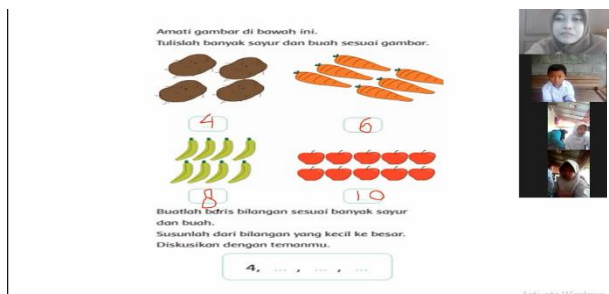 Amati gambar di bawah ini.
Tulislah banyak sayur dan buah sesuai gambar.
4
6
8
10
Buatlah baris bilangan sesuai banyak sayur
dan buah.
Susunlah dari bilangan yang kecil ke besar.
Diskusikan dengan temanmu.
4, ... , ... , ...